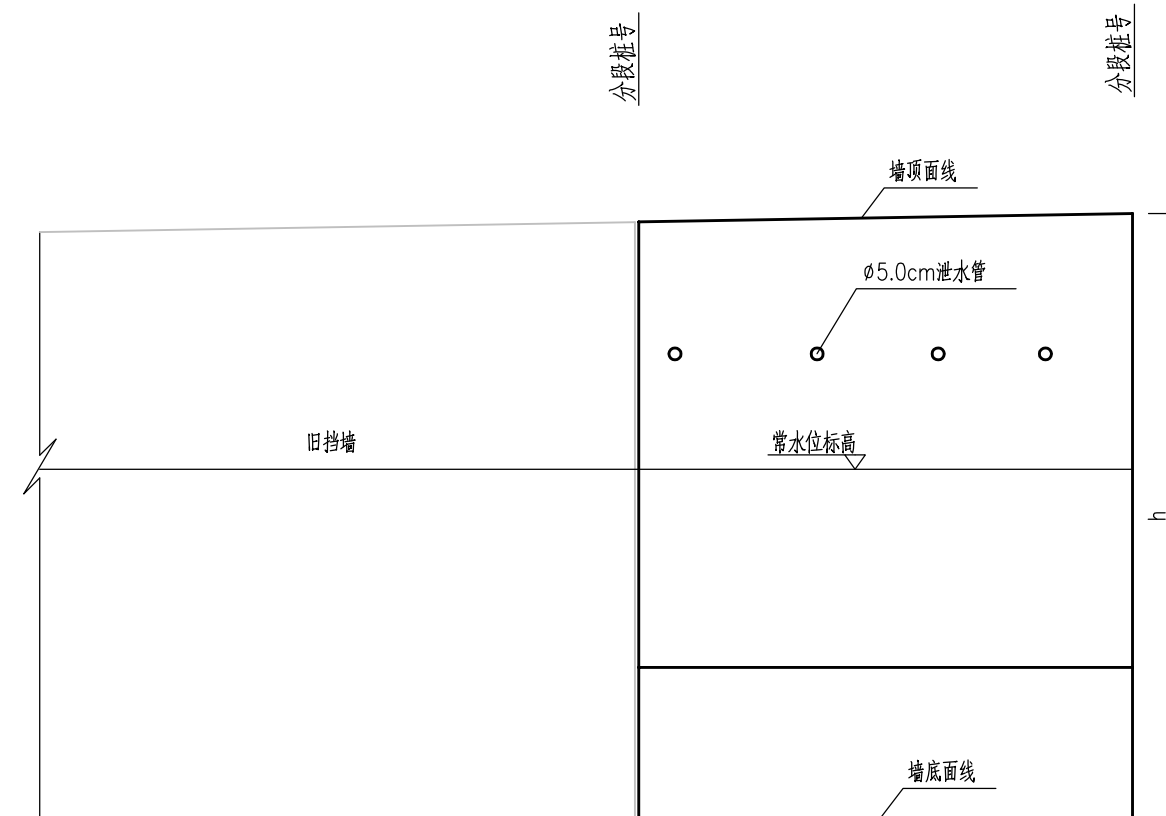 分段桩号
分段桩号
墙顶面线
ø5.0cm泄水管
旧挡墙
常水位标高
h
墙底面线